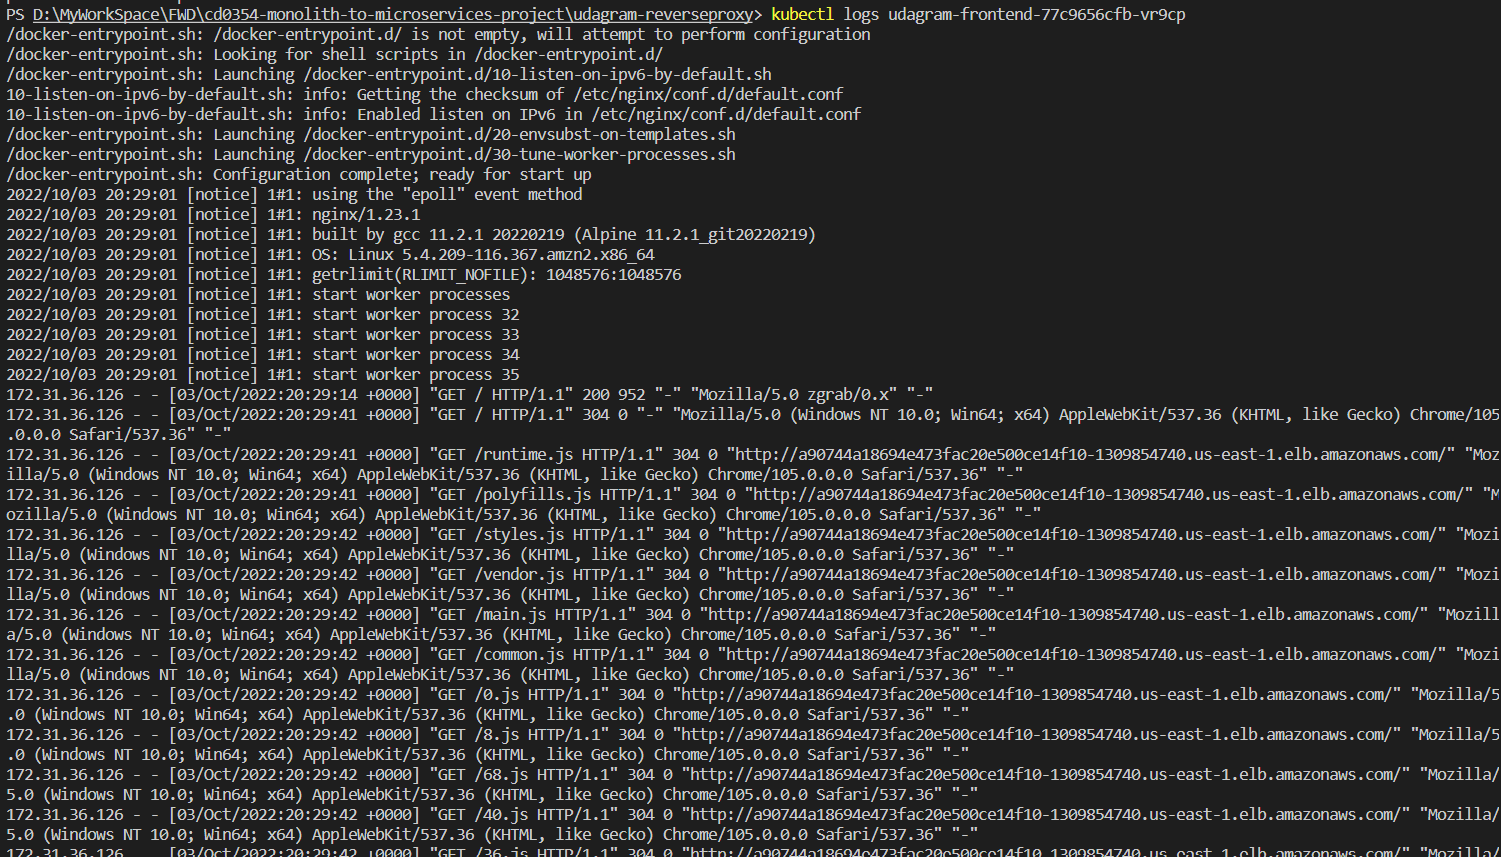 PS D:\MyWorkSpace\FWD\cd0354-monolith-to-microservices-project\udagram-reverseproxy> kubectl logs udagram-frontend-77c9656cfb-vr9cp
/docker-entrypoint.sh: /docker-entrypoint.d/ is not empty, will attempt to perform configuration
/docker-entrypoint.sh: Looking for shell scripts in /docker-entrypoint.d/
/docker-entrypoint.sh: Launching /docker-entrypoint.d/10-listen-on-ipv6-by-default.sh
10-listen-on-ipv6-by-default.sh: info: Getting the checksum of /etc/nginx/conf.d/default.conf
10-listen-on-ipv6-by-default.sh: info: Enabled listen on IPv6 in /etc/nginx/conf.d/default.conf
/docker-entrypoint.sh: Launching /docker-entrypoint.d/20-envsubst-on-templates.sh
/docker-entrypoint.sh: Launching /docker-entrypoint.d/30-tune-worker-processes.sh
/docker-entrypoint.sh: Configuration complete; ready for start up
2022/10/03 20:29:01 [notice] 1#1: using the "epoll" event method
2022/10/03 20:29:01 [notice] 1#1: nginx/1.23.1
2022/10/03 20:29:01 [notice] 1#1: built by gcc 11.2.1 20220219 (Alpine 11.2.1_git20220219)
2022/10/03 20:29:01 [notice] 1#1: OS: Linux 5.4.209-116.367.amzn2.x86_64
2022/10/03 20:29:01 [notice] 1#1: getrlimit(RLIMIT_NOFILE): 1048576:1048576
2022/10/03 20:29:01 [notice] 1#1: start worker processes
2022/10/03 20:29:01 [notice] 1#1: start worker process 32
2022/10/03 20:29:01 [notice] 1#1: start worker process 33
2022/10/03 20:29:01 [notice] 1#1: start worker process 34
2022/10/03 20:29:01 [notice] 1#1: start worker process 35
172.31.36.126 - - [03/Oct/2022:20:29:14 +0000] "GET / HTTP/1.1" 200 952 "-" "Mozilla/5.0 zgrab/0.x" "-"
172.31.36.126 - - [03/Oct/2022:20:29:41 +0000] "GET / HTTP/1.1" 304 0 "-" "Mozilla/5.0 (Windows NT 10.0; Win64; x64) AppleWebKit/537.36 (KHTML, like Gecko) Chrome/105
.0.0.0 Safari/537.36" "-"
172.31.36.126 - - [03/Oct/2022:20:29:41 +0000] "GET /runtime.js HTTP/1.1" 304 0 "http://a90744a18694e473fac20e500ce14f10-1309854740.us-east-1.elb.amazonaws.com/" "Moz
illa/5.0 (Windows NT 10.0; Win64; x64) AppleWebKit/537.36 (KHTML, like Gecko) Chrome/105.0.0.0 Safari/537.36" "-"
172.31.36.126 - - [03/Oct/2022:20:29:41 +0000] "GET /polyfills.js HTTP/1.1" 304 0 "http://a90744a18694e473fac20e500ce14f10-1309854740.us-east-1.elb.amazonaws.com/" "M
ozilla/5.0 (Windows NT 10.0; Win64; x64) AppleWebKit/537.36 (KHTML, like Gecko) Chrome/105.0.0.0 Safari/537.36" "-"
172.31.36.126 - - [03/Oct/2022:20:29:42 +0000] "GET /styles.js HTTP/1.1" 304 0 "http://a90744a18694e473fac20e500ce14f10-1309854740.us-east-1.elb.amazonaws.com/" "Mozi
lla/5.0 (Windows NT 10.0; Win64; x64) AppleWebKit/537.36 (KHTML, like Gecko) Chrome/105.0.0.0 Safari/537.36" "-"
172.31.36.126 - - [03/Oct/2022:20:29:42 +0000] "GET /vendor.js HTTP/1.1" 304 0 "http://a90744a18694e473fac20e500ce14f10-1309854740.us-east-1.elb.amazonaws.com/" "Mozi
lla/5.0 (Windows NT 10.0; Win64; x64) AppleWebKit/537.36 (KHTML, like Gecko) Chrome/105.0.0.0 Safari/537.36" "-"
172.31.36.126 - - [03/Oct/2022:20:29:42 +0000] "GET /main.js HTTP/1.1" 304 0 "http://a90744a18694e473fac20e500ce14f10-1309854740.us-east-1.elb.amazonaws.com/" "Mozill
a/5.0 (Windows NT 10.0; Win64; x64) AppleWebKit/537.36 (KHTML, like Gecko) Chrome/105.0.0.0 Safari/537.36" "-"
172.31.36.126 - - [03/Oct/2022:20:29:42 +0000] "GET /common.js HTTP/1.1" 304 0 "http://a90744a18694e473fac20e500ce14f10-1309854740.us-east-1.elb.amazonaws.com/" "Mozi
lla/5.0 (Windows NT 10.0; Win64; x64) AppleWebKit/537.36 (KHTML, like Gecko) Chrome/105.0.0.0 Safari/537.36" "-"
172.31.36.126 - - [03/Oct/2022:20:29:42 +0000] "GET /0.js HTTP/1.1" 304 0 "http://a90744a18694e473fac20e500ce14f10-1309854740.us-east-1.elb.amazonaws.com/" "Mozilla/5
.0 (Windows NT 10.0; Win64; x64) AppleWebKit/537.36 (KHTML, like Gecko) Chrome/105.0.0.0 Safari/537.36" "-"
172.31.36.126 - - [03/Oct/2022:20:29:42 +0000] "GET /8.js HTTP/1.1" 304 0 "http://a90744a18694e473fac20e500ce14f10-1309854740.us-east-1.elb.amazonaws.com/" "Mozilla/5
.0 (Windows NT 10.0; Win64; x64) AppleWebKit/537.36 (KHTML, like Gecko) Chrome/105.0.0.0 Safari/537.36" "-"
172.31.36.126 - - [03/Oct/2022:20:29:42 +0000] "GET /68.js HTTP/1.1" 304 0 "http://a90744a18694e473fac20e500ce14f10-1309854740.us-east-1.elb.amazonaws.com/" "Mozilla/
5.0 (Windows NT 10.0; Win64; x64) AppleWebKit/537.36 (KHTML, like Gecko) Chrome/105.0.0.0 Safari/537.36" "-"
172.31.36.126 - - [03/Oct/2022:20:29:42 +0000] "GET /40.js HTTP/1.1" 304 0 "http://a90744a18694e473fac20e500ce14f10-1309854740.us-east-1.elb.amazonaws.com/" "Mozilla/
5.0 (Windows NT 10.0; Win64; x64) AppleWebKit/537.36 (KHTML, like Gecko) Chrome/105.0.0.0 Safari/537.36" "-"
172.31.36.126 - - [03/Oct/2022:20:29:42 +0000] "GET /36.js HTTP/1.1" 304 0 "http://a90744a18694e473fac20e500ce14f10-1309854740.us-east-1.elb.amazonaws.com/" "Mozilla/